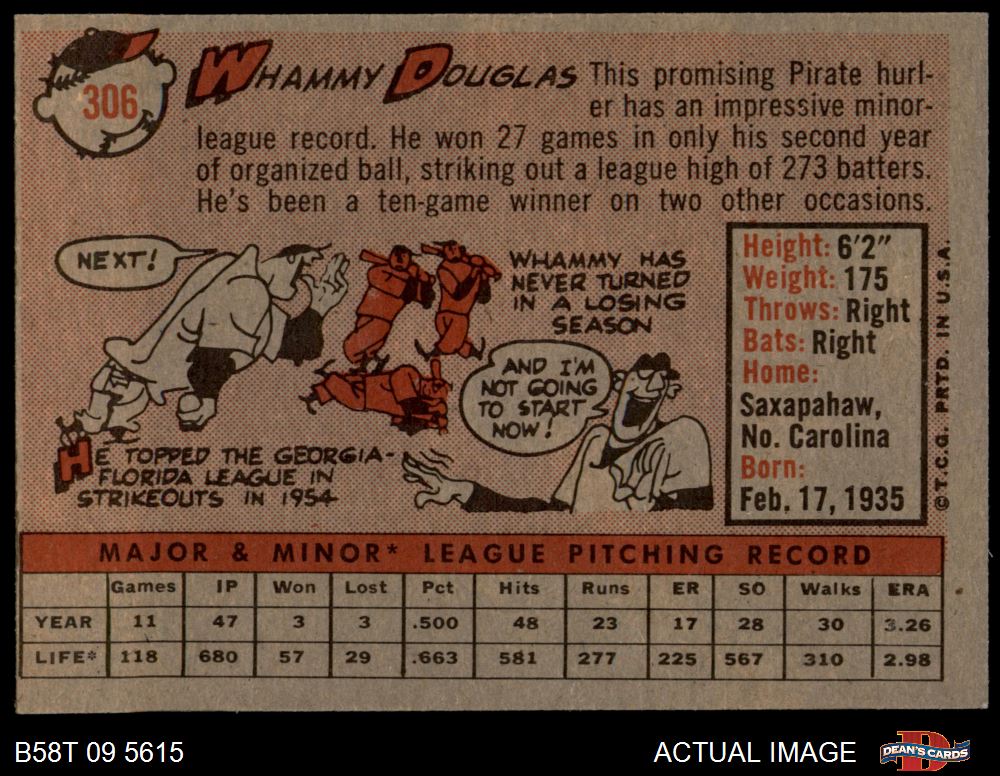 306
WHAMMY DOUGLAS This promising Pirate hurl-
er has an impressive minor-
league record. He won 27 games in only his second year
of organized ball, striking out a league high of 273 batters.
He's been a ten-game winner on two other occasions.
NEXT!
HE TOPPED THE GEORGIA-
FLORIDA LEAGUE IN
STRIKEOUTS IN 1954
WHAMMY HAS
NEVER TURNED
IN A LOSING
SEASON
AND I'M
NOT GOING
TO START
NOW!
Height: 6'2"
Weight: 175
Throws: Right
Bats: Right
Home:
Saxapahaw,
No. Carolina
Born:
Feb. 17, 1935
©T.C.G. PRTD. IN U.S.A.
MAJOR & MINOR* LEAGUE PITCHING RECORD
Games IP Won Lost Pct Hits Runs ER SO Walks ERA
YEAR 11 47 3 3 .500 48 23 17 28 30 3.26
LIFE* 118 680 57 29 .663 581 277 225 567 310 2.98
B58T 09 5615
ACTUAL IMAGE
DEAN'S CARDS